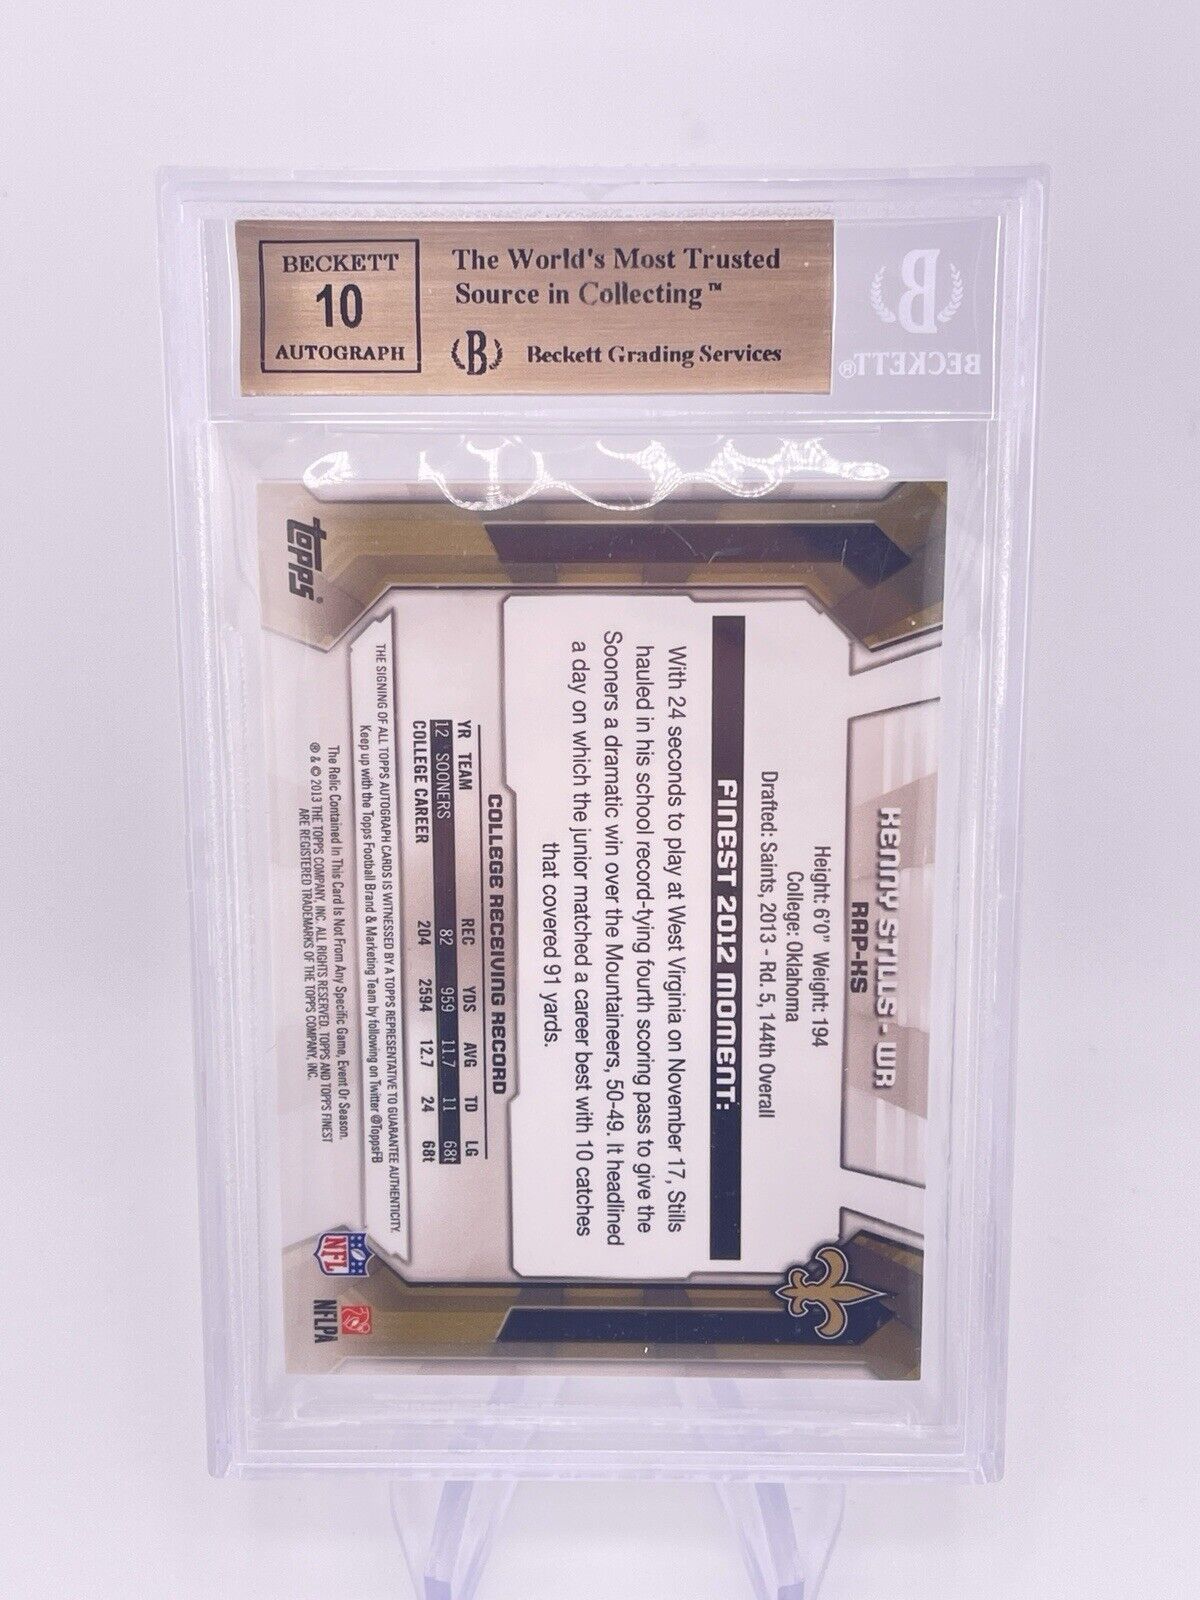 BECKETT
10
AUTOGRAPH
The World's Most Trusted
Source in Collecting™
B
Beckett Grading Services
B
BECKETT®
KENNY STILLS - WR
RAP-KS
Height: 6'0" Weight: 194
College: Oklahoma
Drafted: Saints, 2013 - Rd. 5, 144th Overall
FINEST 2012 MOMENT:
With 24 seconds to play at West Virginia on November 17, Stills
hauled in his school record-tying fourth scoring pass to give the
Sooners a dramatic win over the Mountaineers, 50-49. It headlined
a day on which the junior matched a career best with 10 catches
that covered 91 yards.
COLLEGE RECEIVING RECORD
YR TEAM REC YDS AVG TD LG
12 SOONERS 82 959 11.7 11 68t
COLLEGE CAREER 204 2594 12.7 24 68t
THE SIGNING OF ALL TOPPS AUTOGRAPH CARDS IS WITNESSED BY A TOPPS REPRESENTATIVE TO GUARANTEE AUTHENTICITY.
Keep up with the Topps Football Brand & Marketing Team by following on Twitter @ToppsFB
The Relic Contained In This Card Is Not From Any Specific Game, Event Or Season.
® & © 2013 THE TOPPS COMPANY, INC. ALL RIGHTS RESERVED. TOPPS AND TOPPS FINEST
ARE REGISTERED TRADEMARKS OF THE TOPPS COMPANY, INC.
topps®
NFL
NFLPA